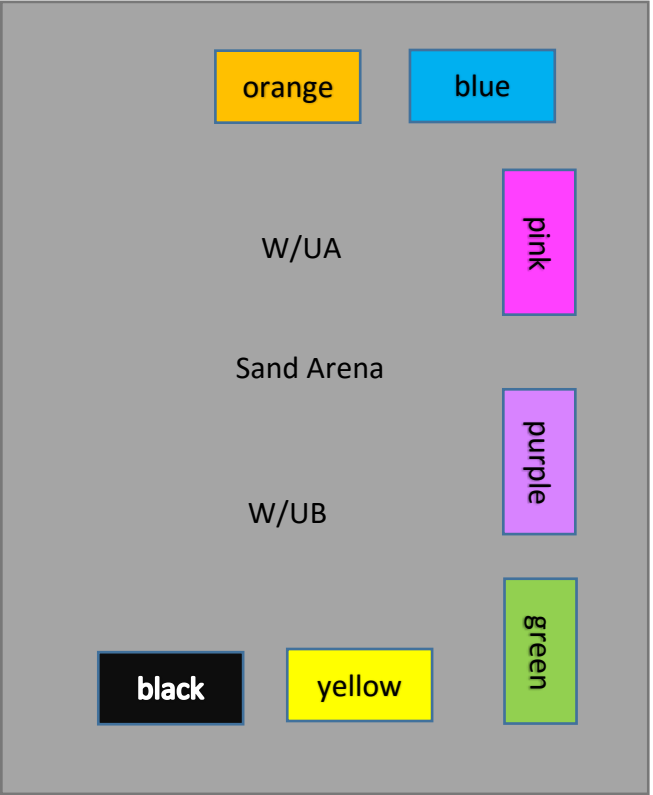 orange
blue
pink
W/UA
Sand Arena
purple
W/UB
green
black
yellow